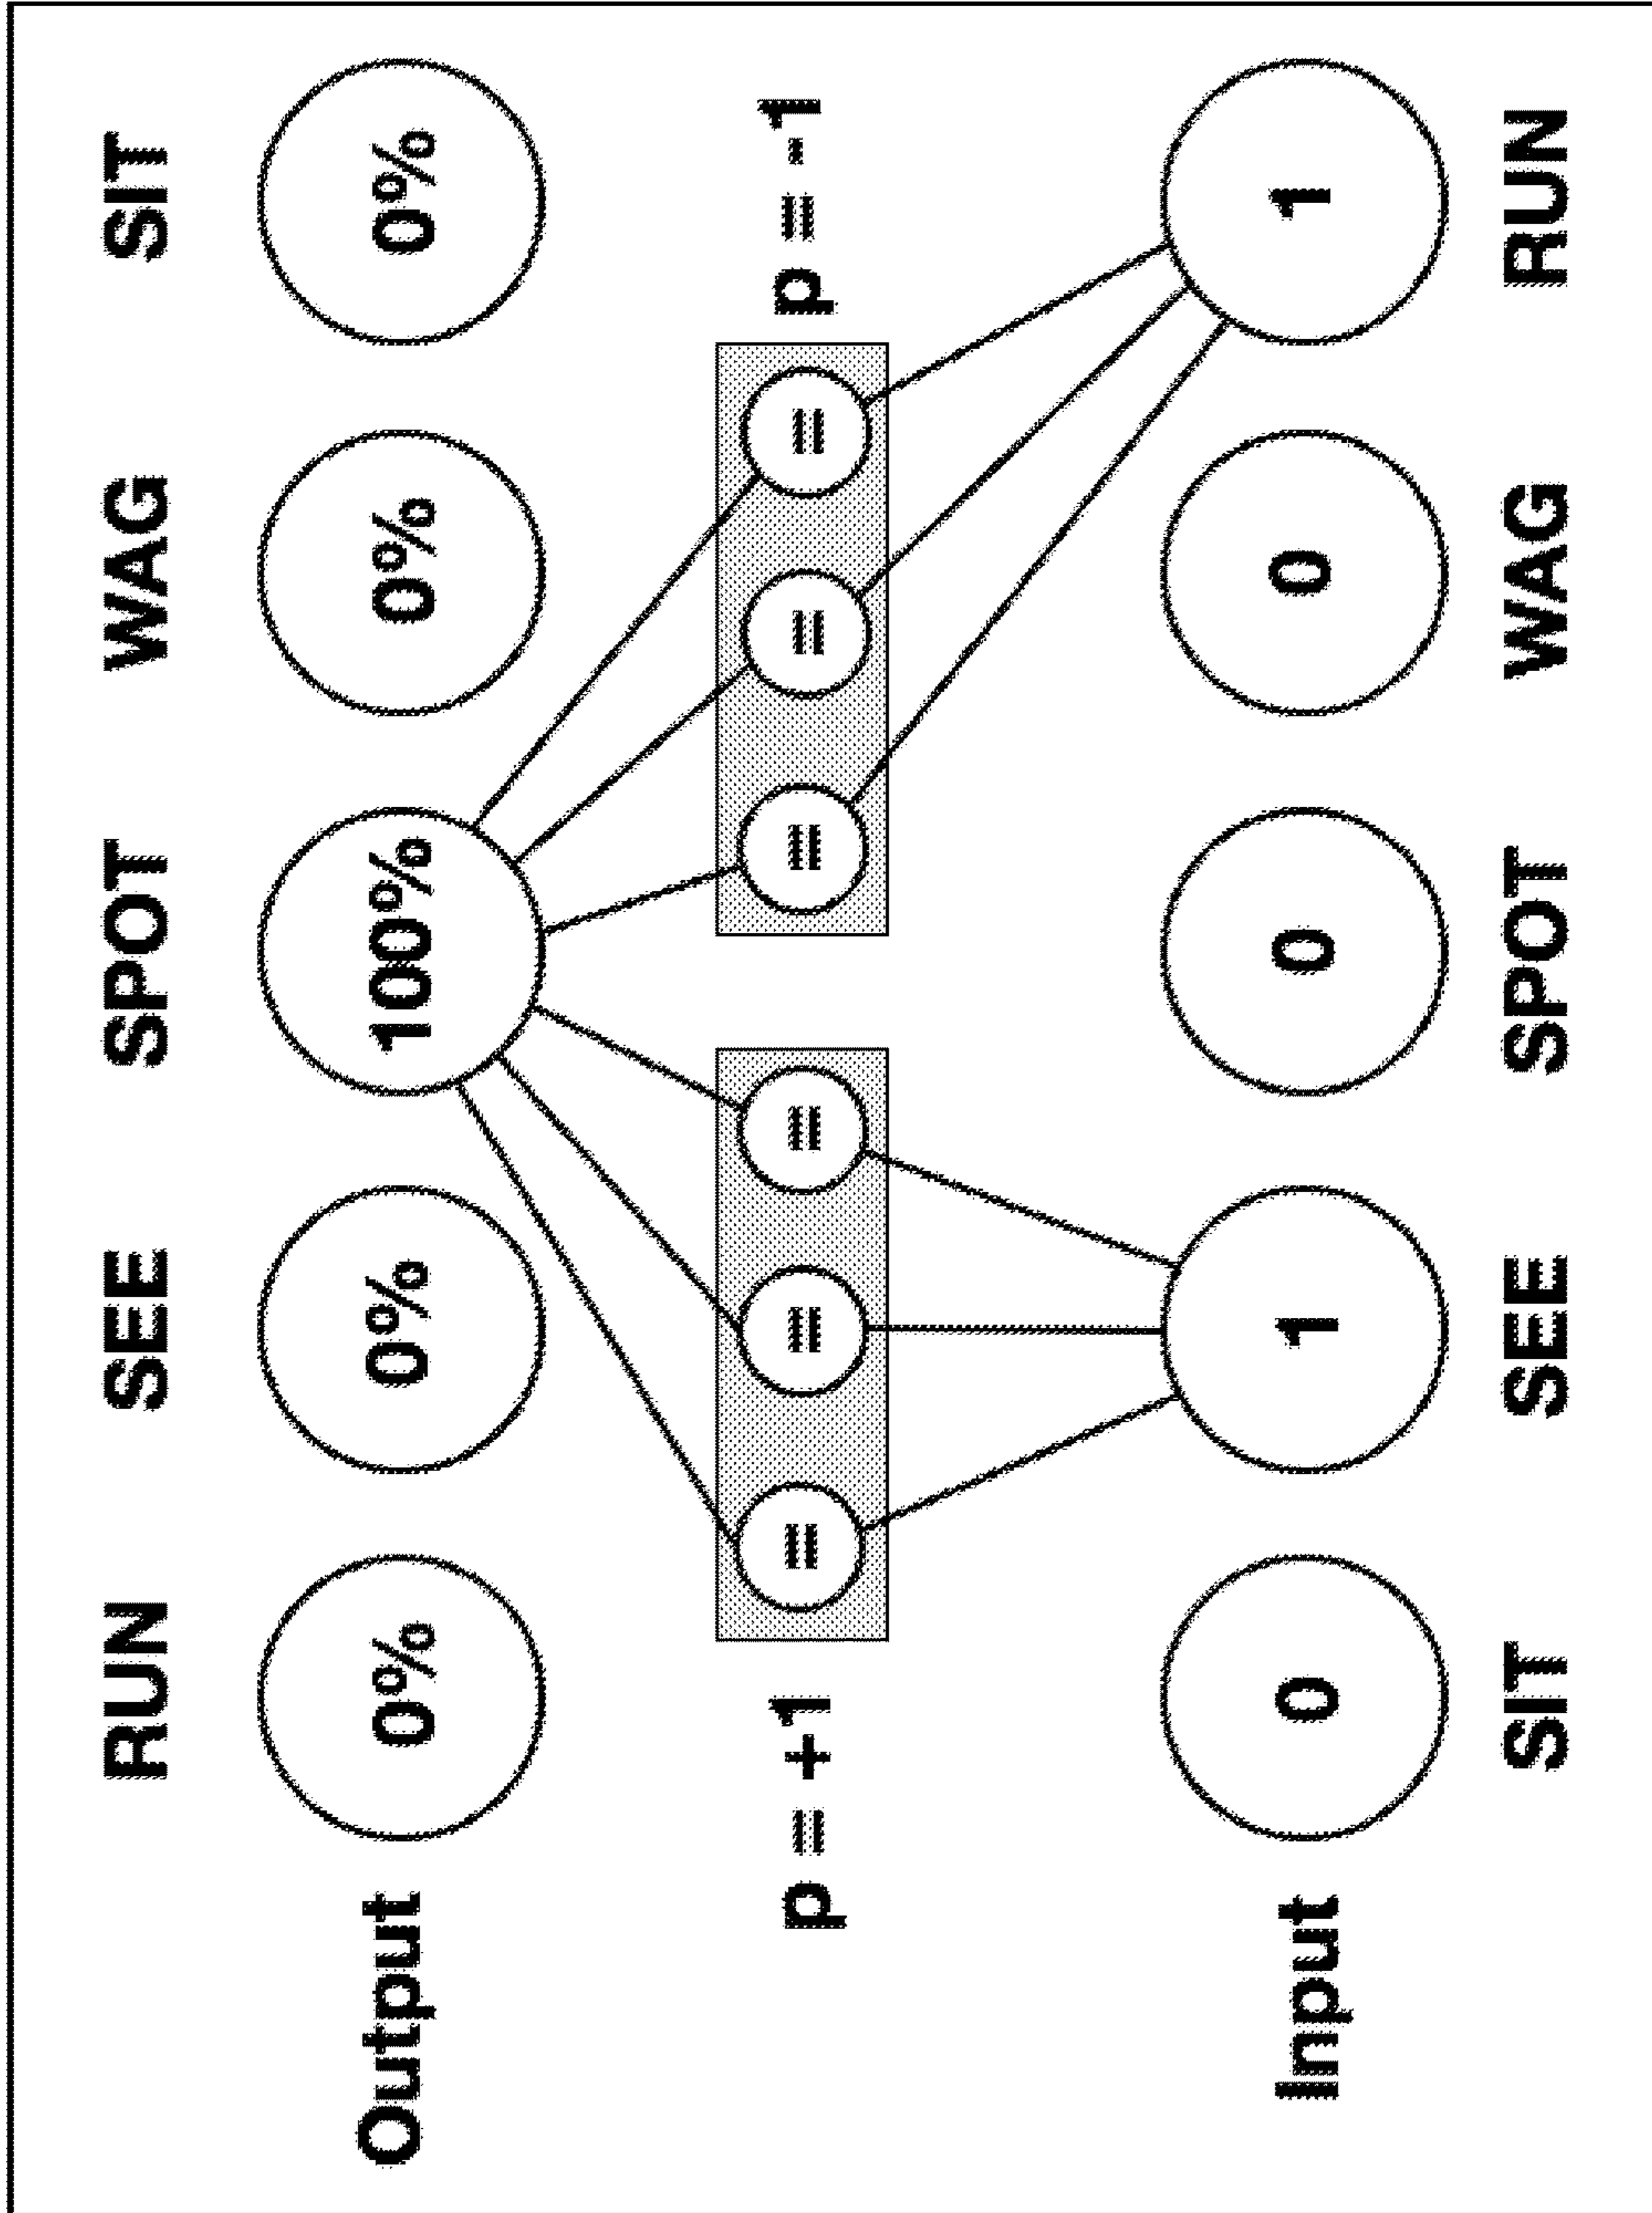 RUN SEE SPOT WAG SIT
Output 0% 0% 100% 0% 0%
p = +1 = = = = = = p = -1
Input 0 1 0 0 1
SIT SEE SPOT WAG RUN